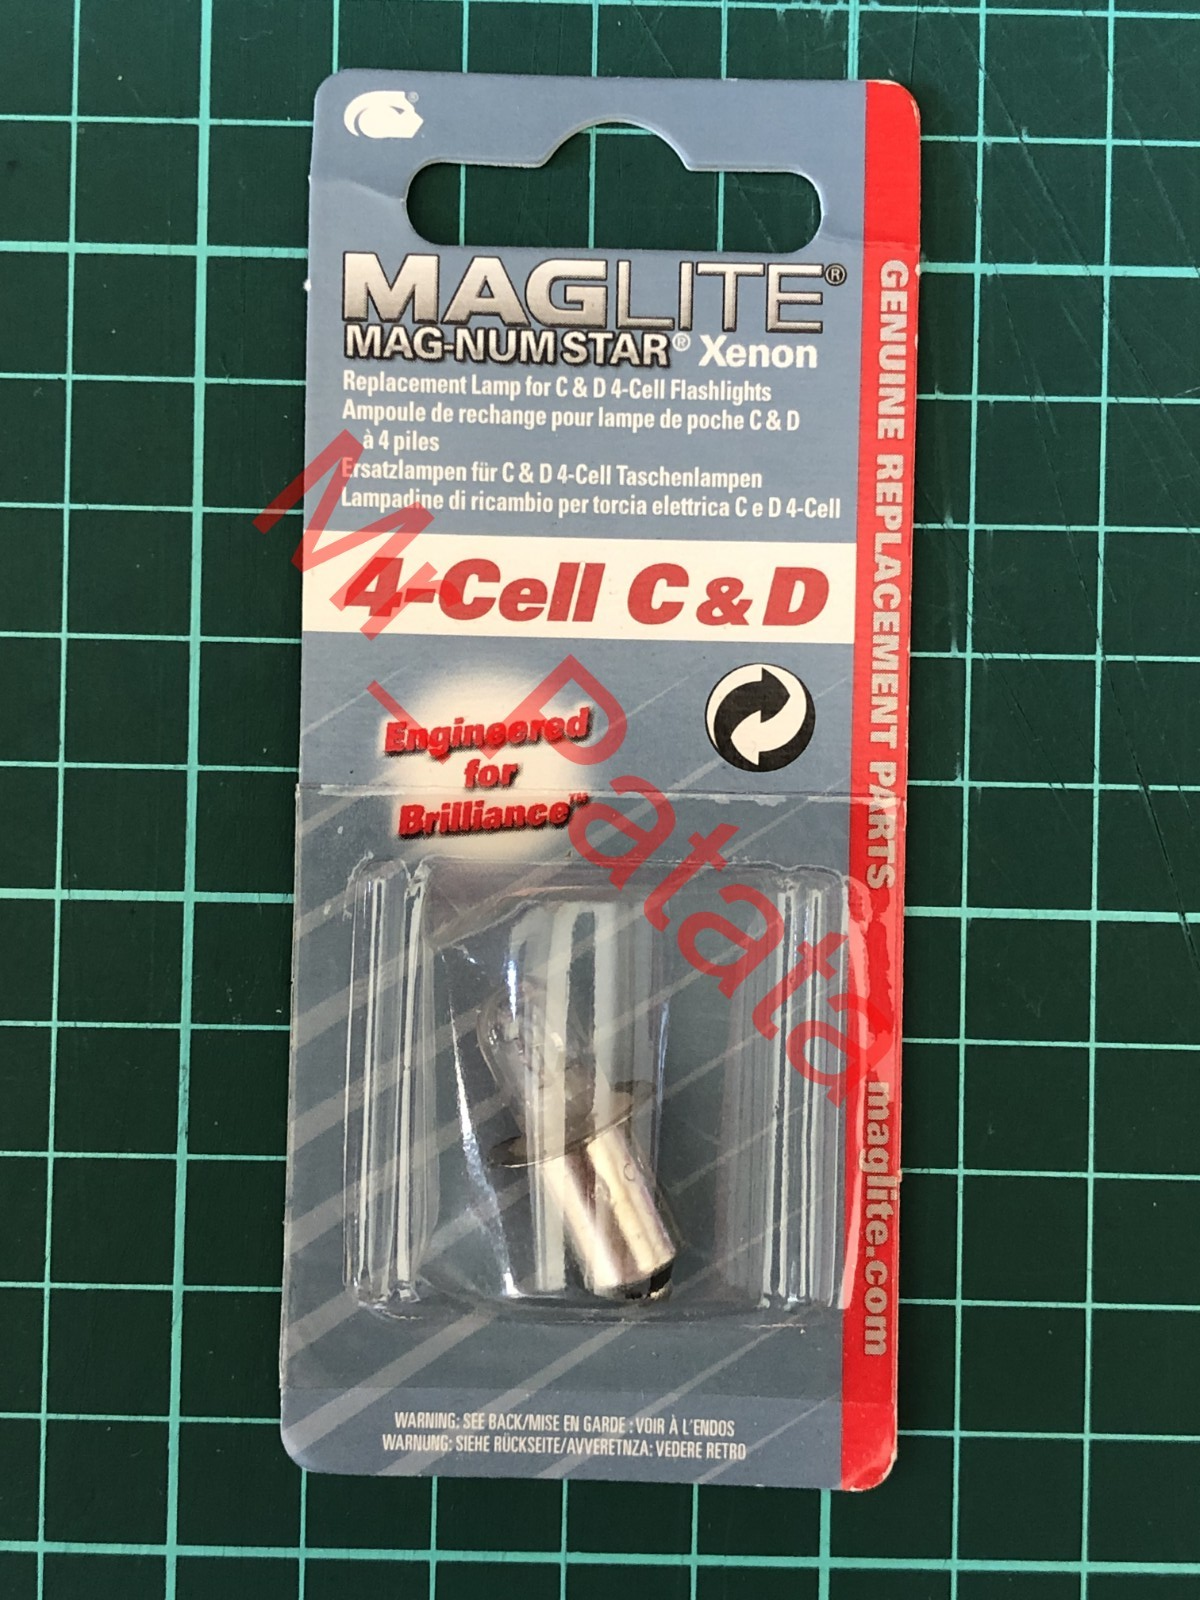 MAGLITE®
MAG-NUM STAR® Xenon
Replacement Lamp for C & D 4-Cell Flashlights
Ampoule de rechange pour lampe de poche C & D
à 4 piles
Ersatzlampen für C & D 4-Cell Taschenlampen
Lampadine di ricambio per torcia elettrica C e D 4-Cell
4-Cell C & D
Engineered
for
Brilliance™
GENUINE REPLACEMENT PARTS
maglite.com
WARNING: SEE BACK/MISE EN GARDE : VOIR À L'ENDOS
WARNUNG: SIEHE RÜCKSEITE/AVVERETNZA: VEDERE RETRO
Mr_Patata